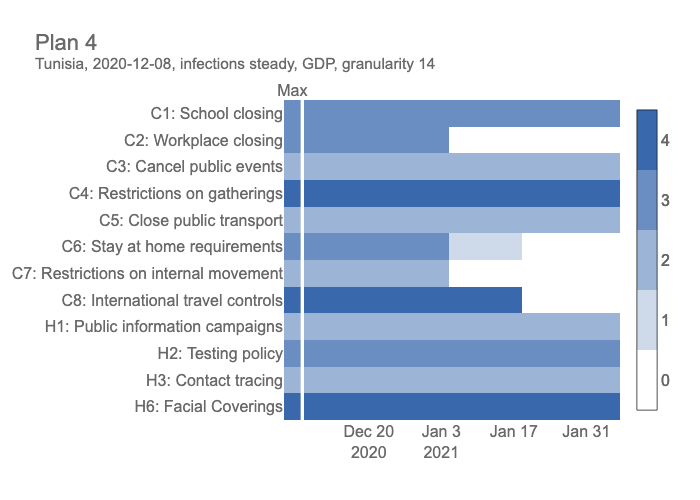 Plan 4
Tunisia, 2020-12-08, infections steady, GDP, granularity 14
Max
C1: School closing
C2: Workplace closing
C3: Cancel public events
C4: Restrictions on gatherings
C5: Close public transport
C6: Stay at home requirements
C7: Restrictions on internal movement
C8: International travel controls
H1: Public information campaigns
H2: Testing policy
H3: Contact tracing
H6: Facial Coverings
Dec 20 Jan 3 Jan 17 Jan 31
2020 2021
4
3
2
1
0